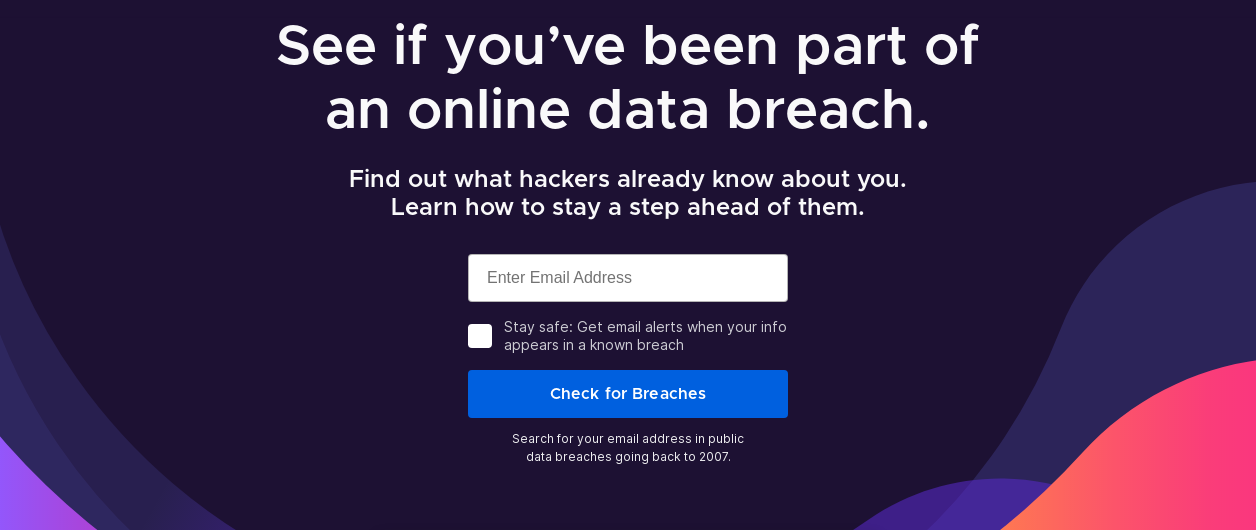 See if you’ve been part of
an online data breach.
Find out what hackers already know about you.
Learn how to stay a step ahead of them.
Enter Email Address
Stay safe: Get email alerts when your info
appears in a known breach
Check for Breaches
Search for your email address in public
data breaches going back to 2007.